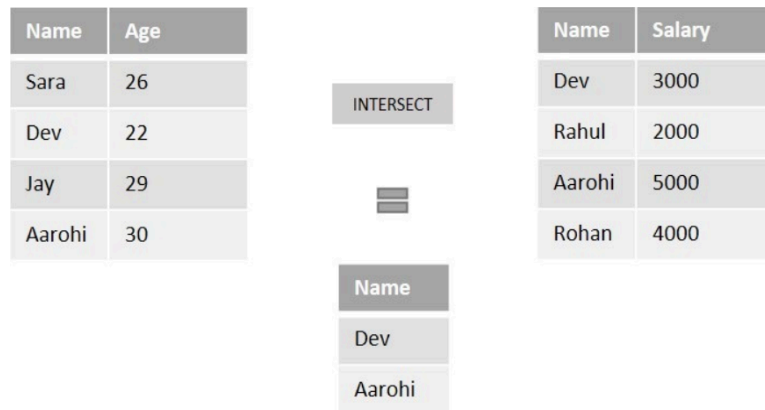 Name Age
Sara 26
Dev 22
Jay 29
Aarohi 30
INTERSECT
Name Salary
Dev 3000
Rahul 2000
Aarohi 5000
Rohan 4000
Name
Dev
Aarohi